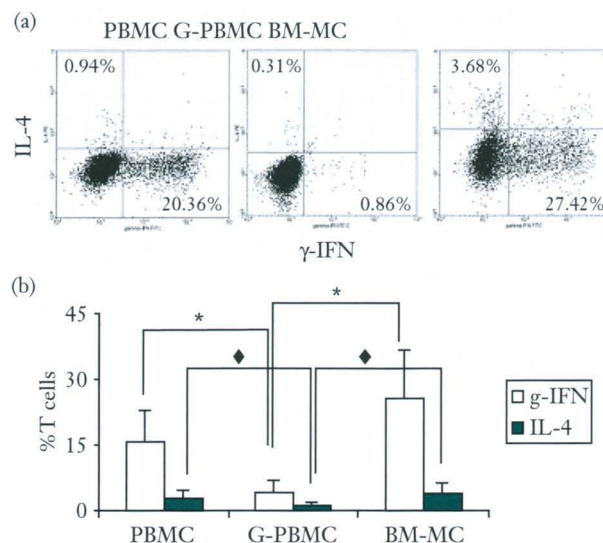 (a)
PBMC G-PBMC BM-MC
0.94%
0.31%
3.68%
IL-4
20.36%
0.86%
27.42%
γ-IFN
(b)
*
*
45
♦
♦
30
%T cells
g-IFN
15
IL-4
0
PBMC
G-PBMC
BM-MC